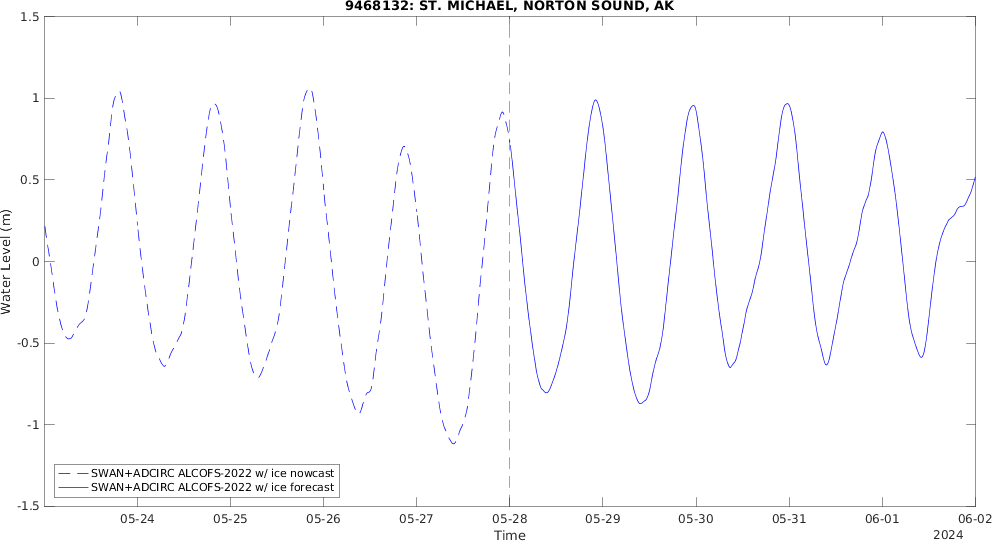 9468132: ST. MICHAEL, NORTON SOUND, AK
1.5
1
0.5
0
-0.5
-1
-1.5
Water Level (m)
SWAN+ADCIRC ALCOFS-2022 w/ ice nowcast
SWAN+ADCIRC ALCOFS-2022 w/ ice forecast
05-24 05-25 05-26 05-27 05-28 05-29 05-30 05-31 06-01 06-02
Time
2024